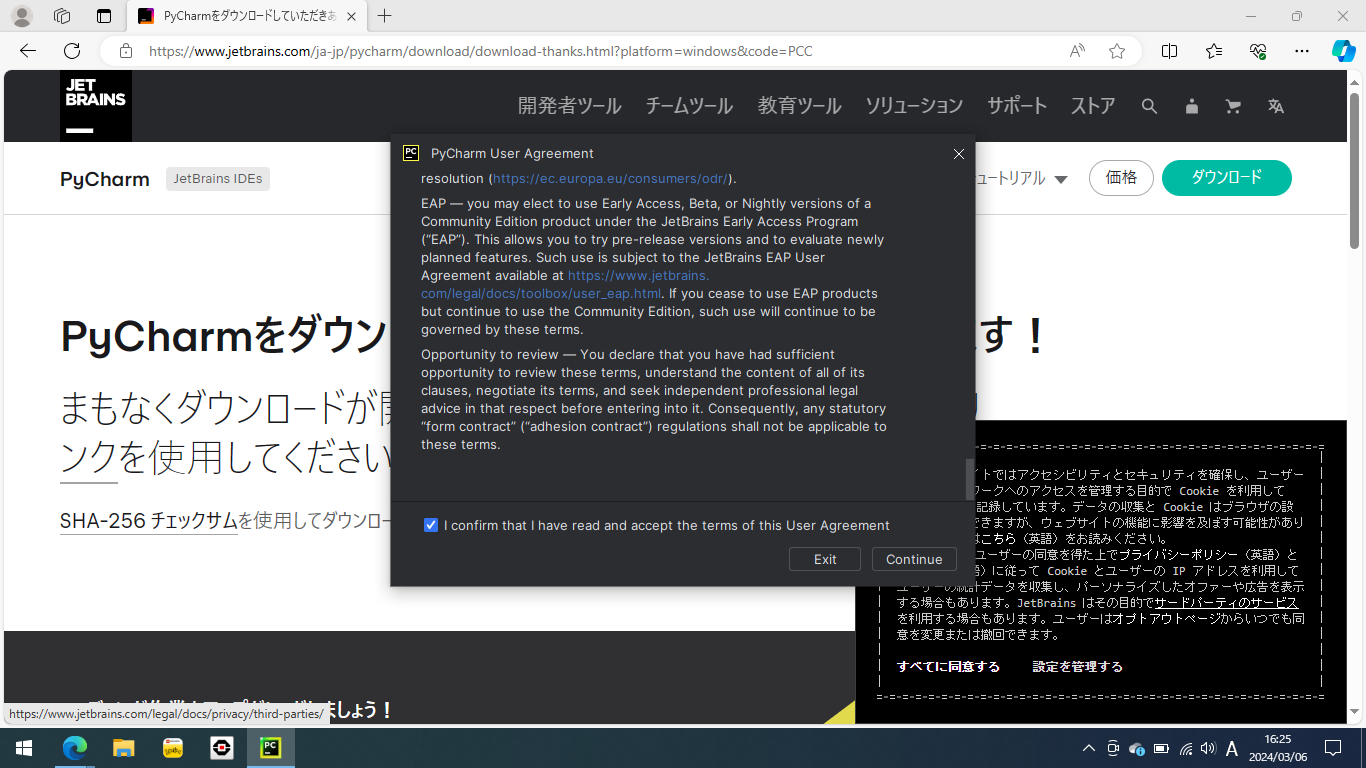 PyCharmをダウンロードしていただきあ
https://www.jetbrains.com/ja-jp/pycharm/download/download-thanks.html?platform=windows&code=PCC
JET
BRAINS
開発者ツール チームツール 教育ツール ソリューション サポート ストア
PyCharm JetBrains IDEs
ュートリアル 価格 ダウンロード
PC PyCharm User Agreement
resolution (https://ec.europa.eu/consumers/odr/).
EAP — you may elect to use Early Access, Beta, or Nightly versions of a
Community Edition product under the JetBrains Early Access Program
(“EAP”). This allows you to try pre-release versions and to evaluate newly
planned features. Such use is subject to the JetBrains EAP User
Agreement available at https://www.jetbrains.
com/legal/docs/toolbox/user_eap.html. If you cease to use EAP products
but continue to use the Community Edition, such use will continue to be
governed by these terms.
Opportunity to review — You declare that you have had sufficient
opportunity to review these terms, understand the content of all of its
clauses, negotiate its terms, and seek independent professional legal
advice in that respect before entering into it. Consequently, any statutory
“form contract” (“adhesion contract”) regulations shall not be applicable to
these terms.
I confirm that I have read and accept the terms of this User Agreement
Exit Continue
PyCharmをダウン
す！
まもなくダウンロードが
ンクを使用してください
SHA-256 チェックサムを使用してダウンロー
イトではアクセシビリティとセキュリティを確保し、ユーザー
ワークへのアクセスを管理する目的で Cookie を利用して
記録しています。データの収集と Cookie はブラウザの設
できますが、ウェブサイトの機能に影響を及ぼす可能性があり
はこちら（英語）をお読みください。
ユーザーの同意を得た上でプライバシーポリシー（英語）と
語）に従って Cookie とユーザーの IP アドレスを利用して
ユーザーの統計データを収集し、パーソナライズしたオファーや広告を表示
する場合もあります。JetBrains はその目的でサードパーティのサービス
を利用する場合もあります。ユーザーはオプトアウトページからいつでも同
意を変更または撤回できます。
すべてに同意する 設定を管理する
ましょう！
https://www.jetbrains.com/legal/docs/privacy/third-parties/
PC
A
16:25
2024/03/06